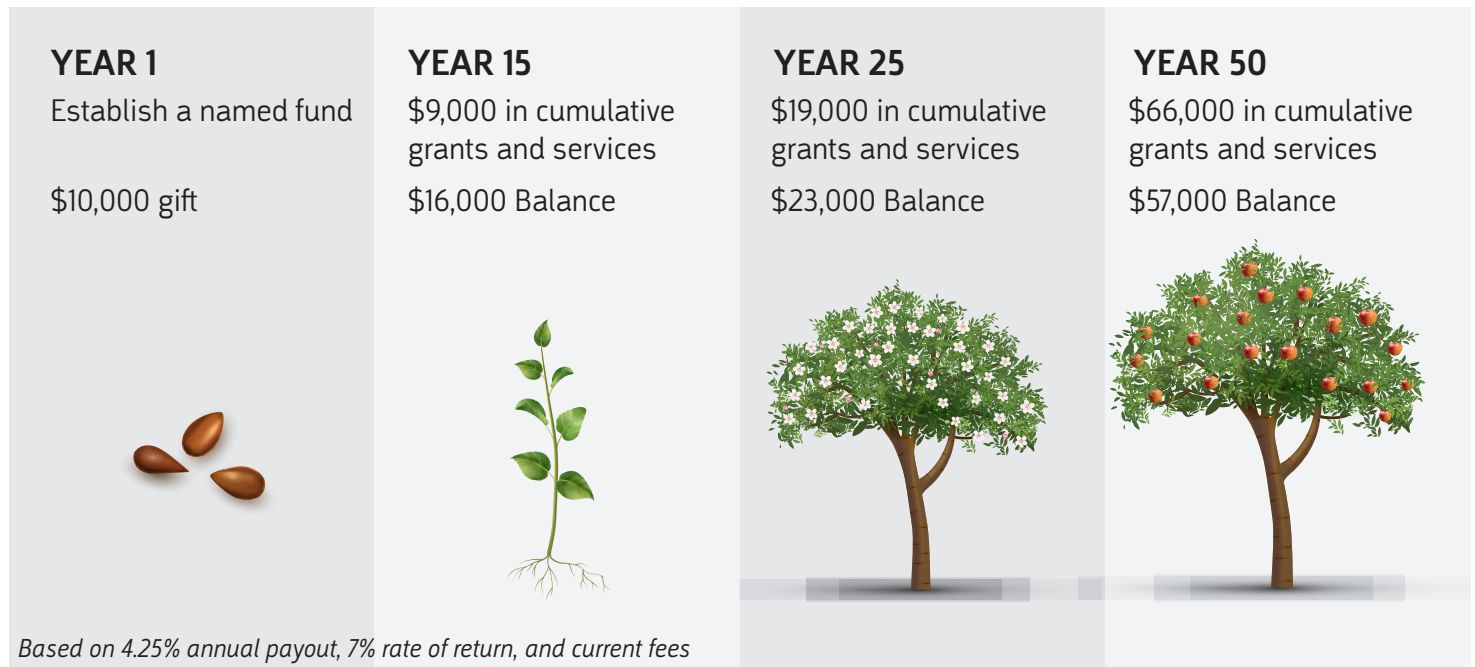 YEAR 1
Establish a named fund
$10,000 gift
YEAR 15
$9,000 in cumulative
grants and services
$16,000 Balance
YEAR 25
$19,000 in cumulative
grants and services
$23,000 Balance
YEAR 50
$66,000 in cumulative
grants and services
$57,000 Balance
Based on 4.25% annual payout, 7% rate of return, and current fees